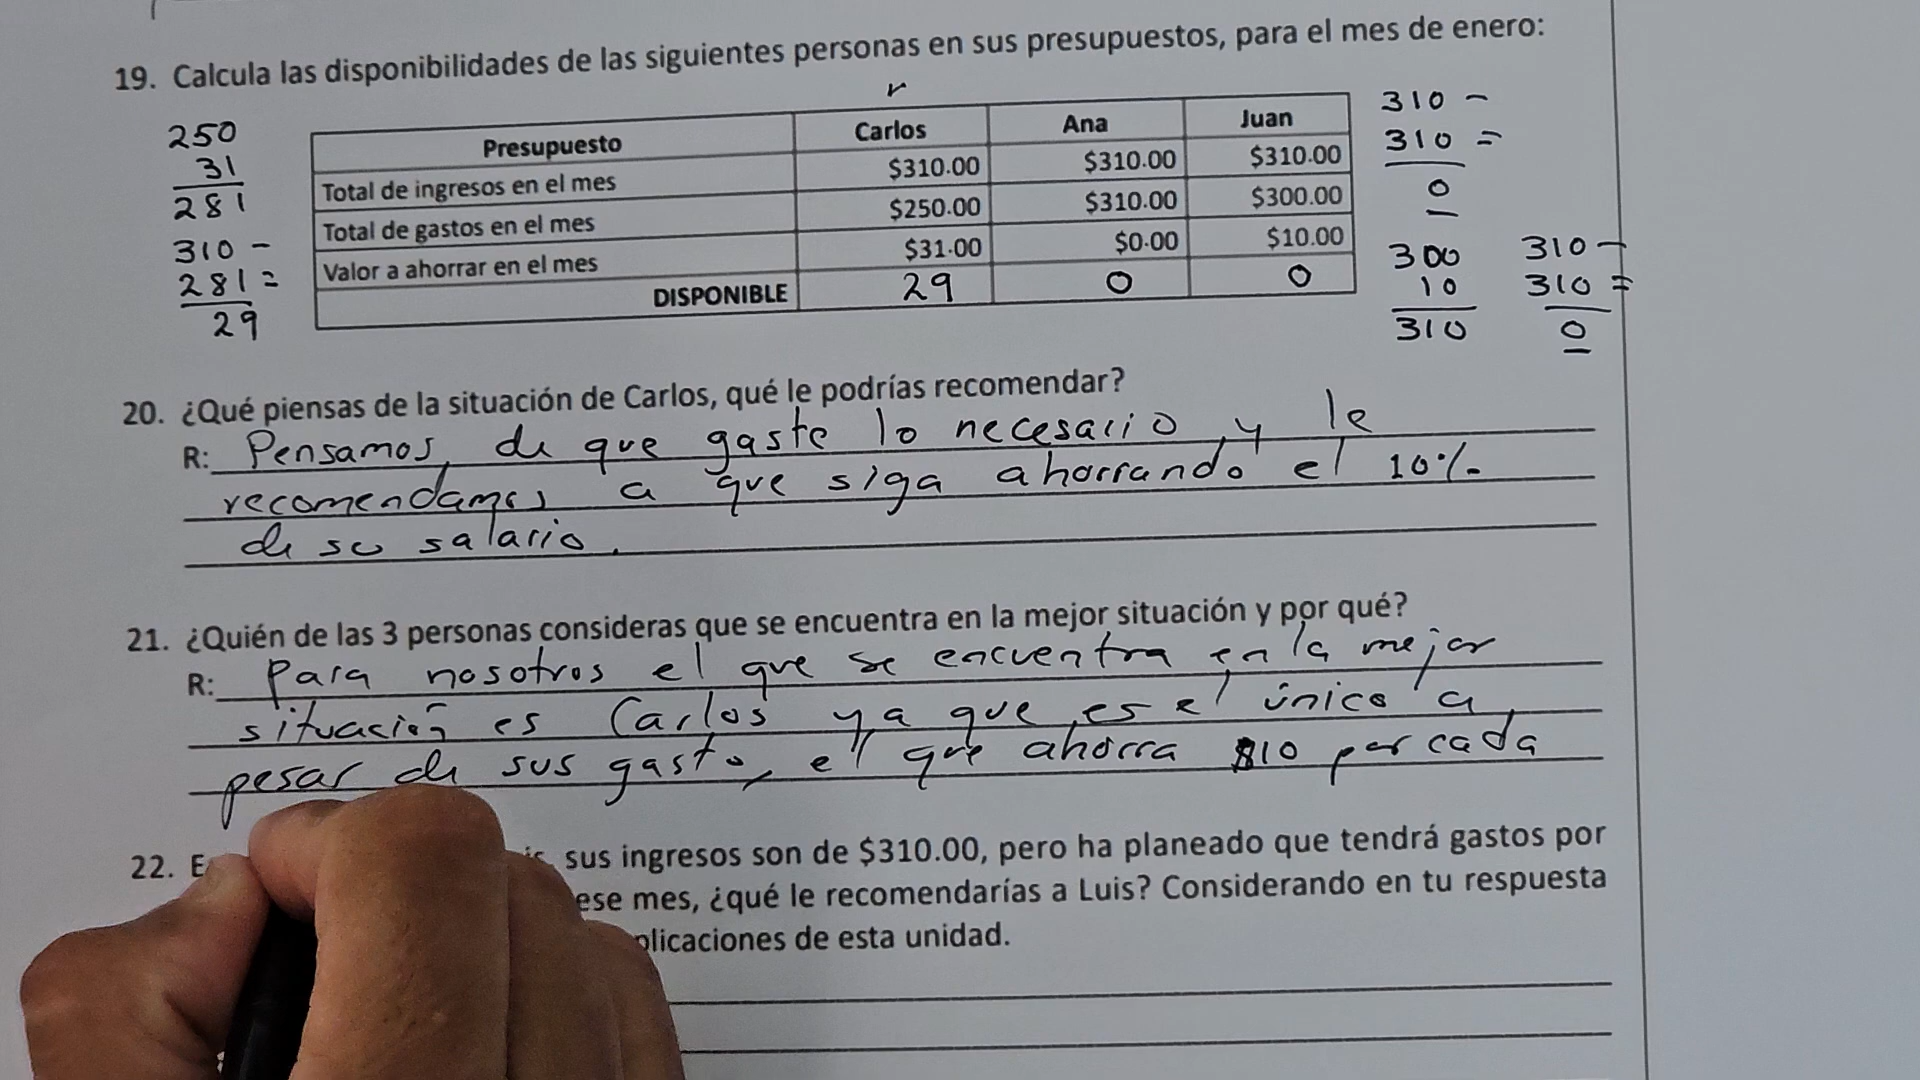 19. Calcula las disponibilidades de las siguientes personas en sus presupuestos, para el mes de enero:
250
31
281
310 -
281 =
29
Presupuesto Carlos Ana Juan
Total de ingresos en el mes $310.00 $310.00 $310.00
Total de gastos en el mes $250.00 $310.00 $300.00
Valor a ahorrar en el mes $31.00 $0.00 $10.00
DISPONIBLE 29 0 0
310 -
310 =
0
300
10
310
310 -
310 =
0
20. ¿Qué piensas de la situación de Carlos, qué le podrías recomendar?
R: Pensamos, de que gaste lo necesario, y le
recomendamos a que siga ahorrando el 10%
de su salario.
21. ¿Quién de las 3 personas consideras que se encuentra en la mejor situación y por qué?
R: Para nosotros el que se encuentra en la mejor
situación es Carlos ya que es el único a
pesar de sus gasto, el que ahorra $10 por cada
22. E sus ingresos son de $310.00, pero ha planeado que tendrá gastos por
ese mes, ¿qué le recomendarías a Luis? Considerando en tu respuesta
plicaciones de esta unidad.